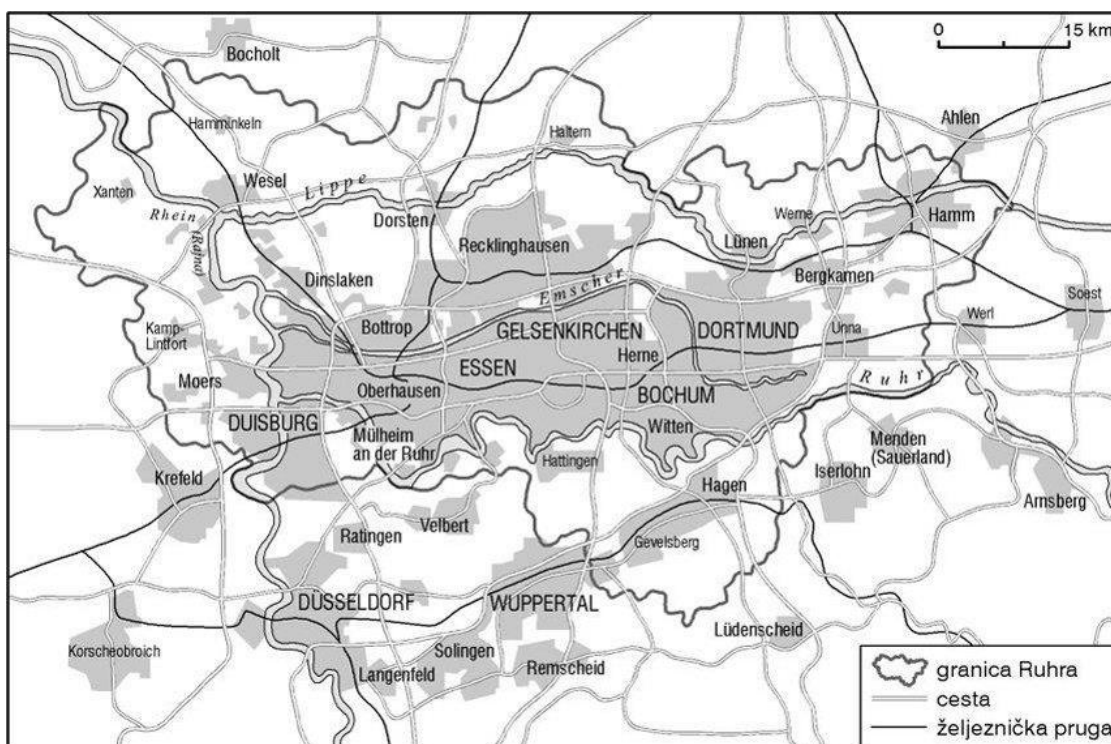 0 15 km
Bocholt
Ahlen
Hamminkeln
Haltern
Wesel
Lippe
Xanten
Rhein
(Rajna)
Dorsten
Werne
Hamm
Recklinghausen
Lünen
Dinslaken
Bergkamen
Emscher
Soest
Bottrop
GELSENKIRCHEN
DORTMUND
Unna
Werl
Kamp-
Lintfort
Herne
ESSEN
Moers
Oberhausen
BOCHUM
Ruhr
DUISBURG
Mülheim
an der Ruhr
Witten
Menden
(Sauerland)
Hattingen
Krefeld
Hagen
Iserlohn
Arnsberg
Velbert
Ratingen
Gevelsberg
DÜSSELDORF
WUPPERTAL
Korscheobroich
Lüdenscheid
Solingen
Langenfeld
Remscheid
granica Ruhra
cesta
željeznička pruga